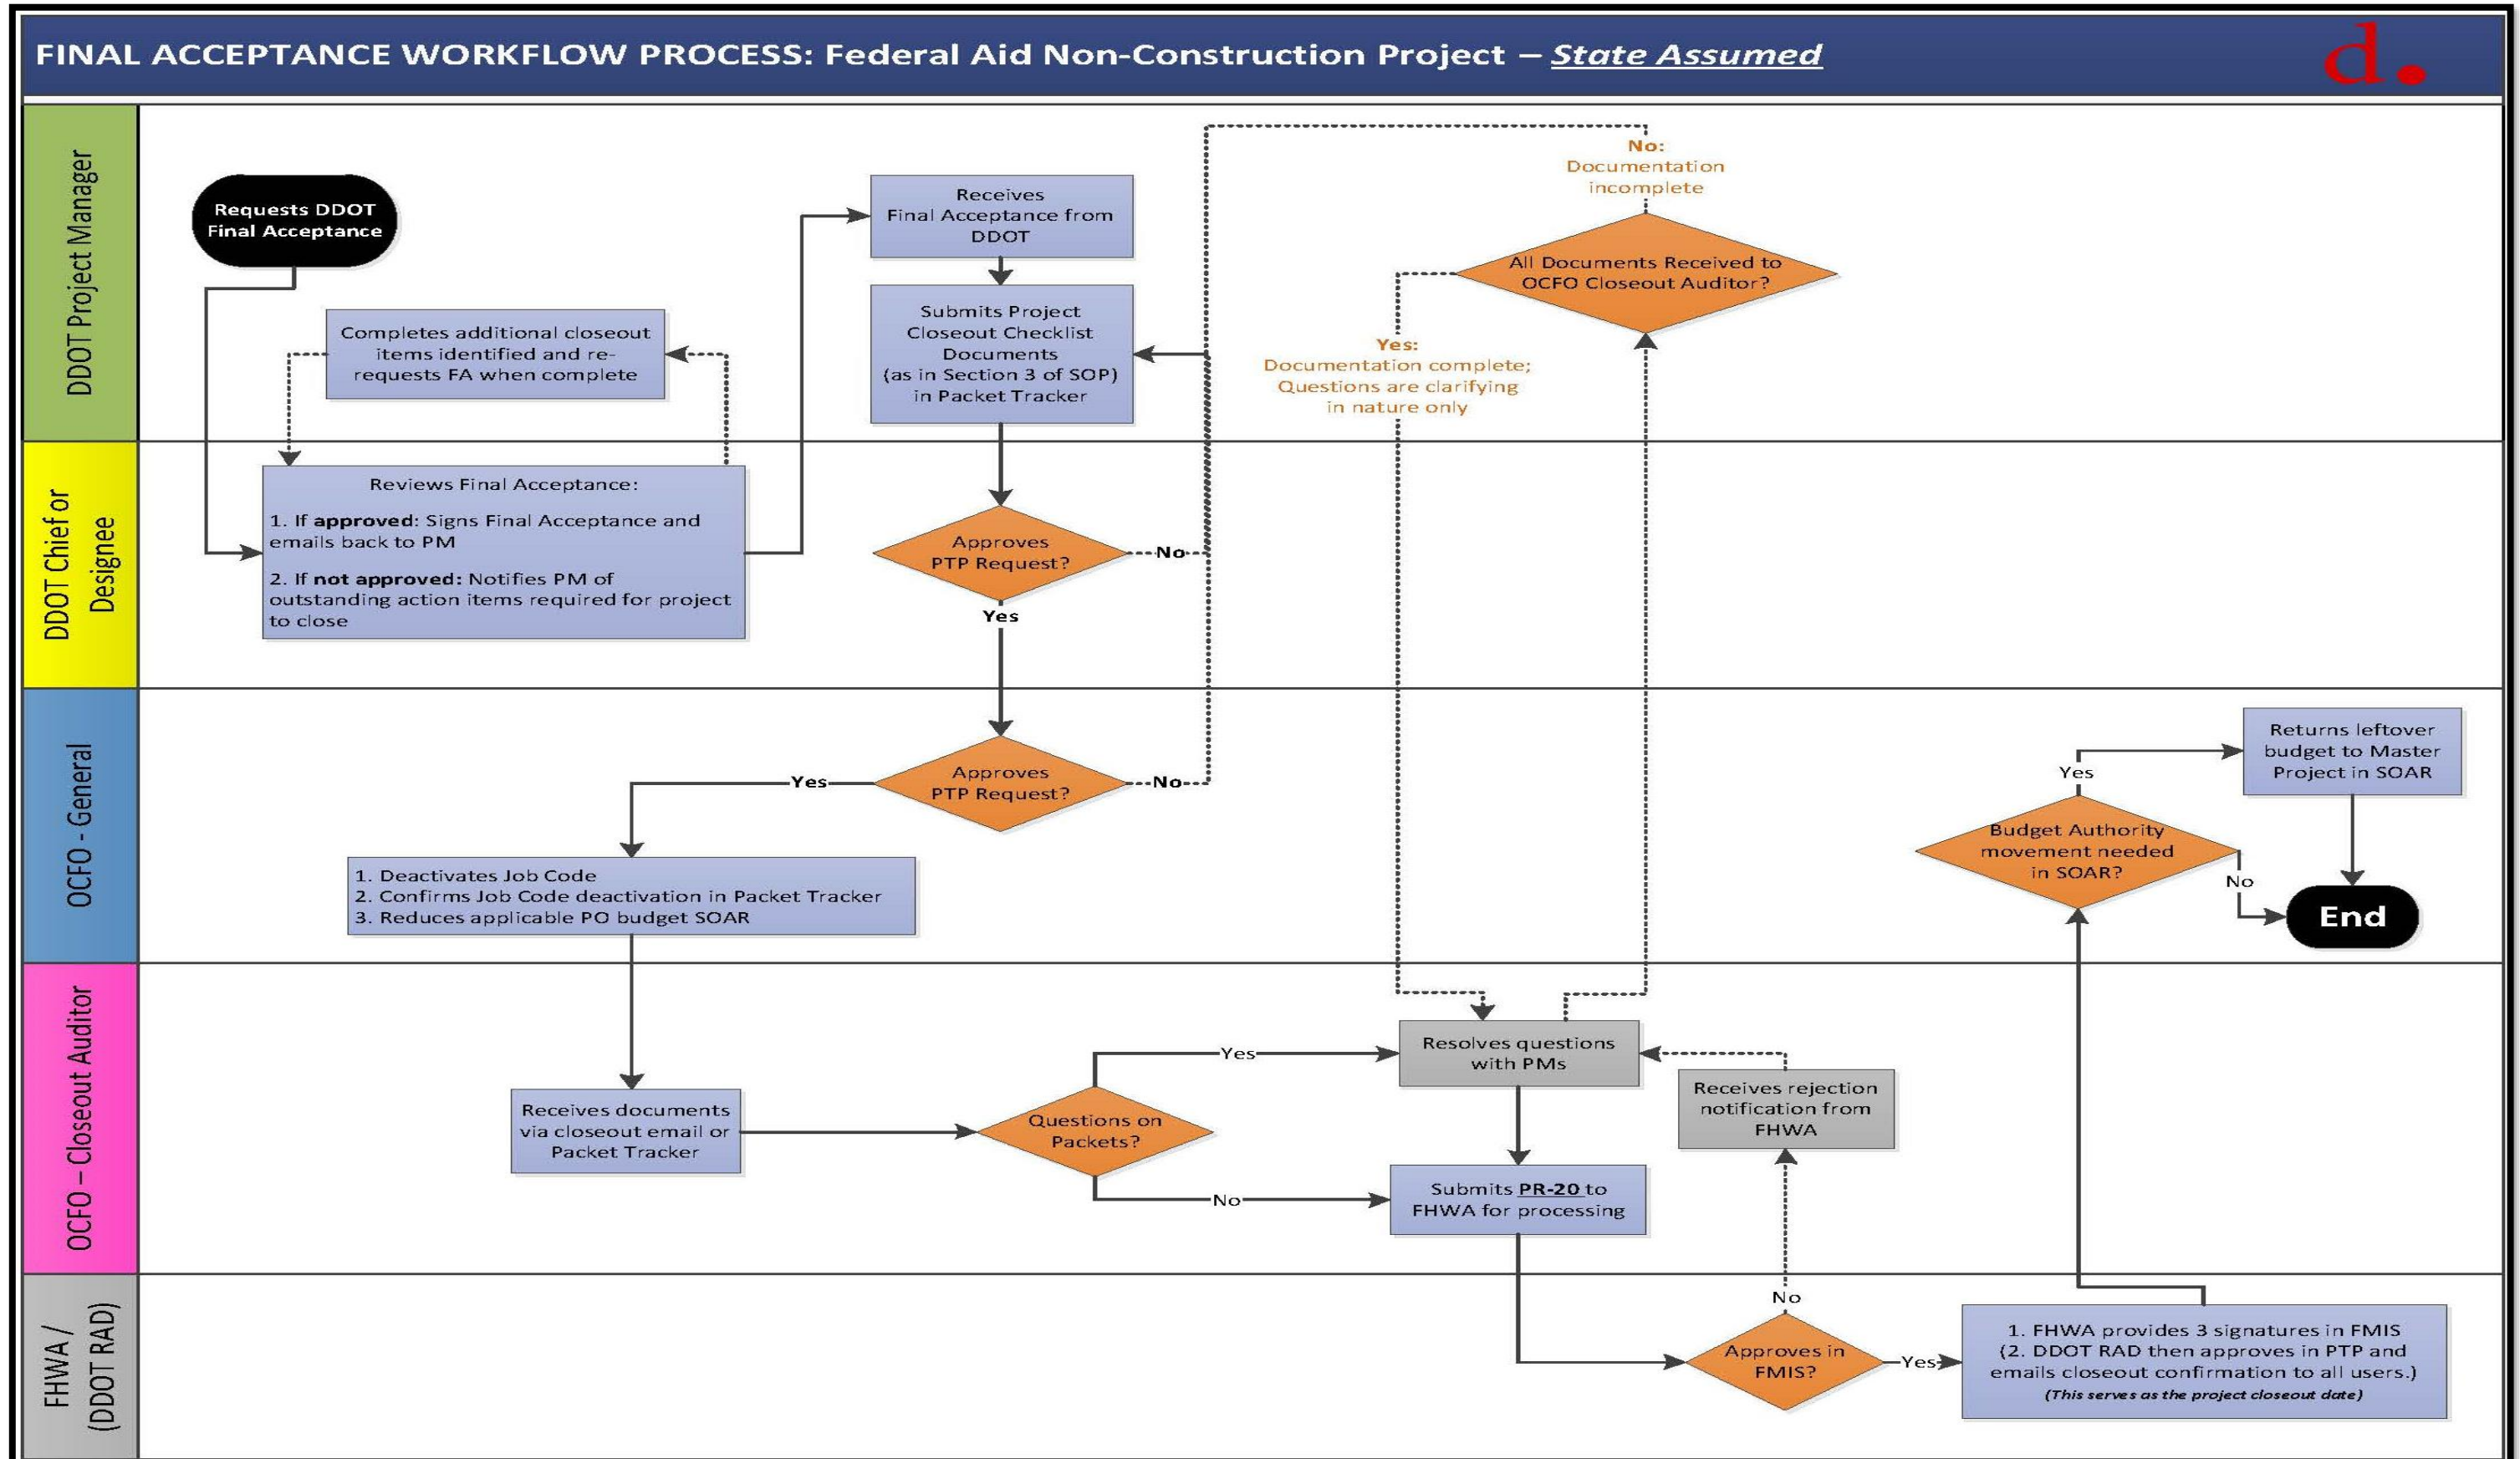 FINAL ACCEPTANCE WORKFLOW PROCESS: Federal Aid Non-Construction Project – State Assumed
d.
DDOT Project Manager
Requests DDOT
Final Acceptance
Completes additional closeout
items identified and re-
requests FA when complete
Receives
Final Acceptance from
DDOT
Submits Project
Closeout Checklist
Documents
(as in Section 3 of SOP)
in Packet Tracker
No:
Documentation
incomplete
All Documents Received to
OCFO Closeout Auditor?
Yes:
Documentation complete;
Questions are clarifying
in nature only
DDOT Chief or
Designee
Reviews Final Acceptance:
1. If approved: Signs Final Acceptance and
emails back to PM
2. If not approved: Notifies PM of
outstanding action items required for project
to close
Approves
PTP Request?
No
Yes
OCFO - General
Approves
PTP Request?
Yes
No
1. Deactivates Job Code
2. Confirms Job Code deactivation in Packet Tracker
3. Reduces applicable PO budget SOAR
Returns leftover
budget to Master
Project in SOAR
Yes
Budget Authority
movement needed
in SOAR?
No
End
OCFO – Closeout Auditor
Receives documents
via closeout email or
Packet Tracker
Questions on
Packets?
Yes
No
Resolves questions
with PMs
Receives rejection
notification from
FHWA
Submits PR-20 to
FHWA for processing
FHWA /
(DDOT RAD)
No
Approves in
FMIS?
Yes
1. FHWA provides 3 signatures in FMIS
(2. DDOT RAD then approves in PTP and
emails closeout confirmation to all users.)
(This serves as the project closeout date)